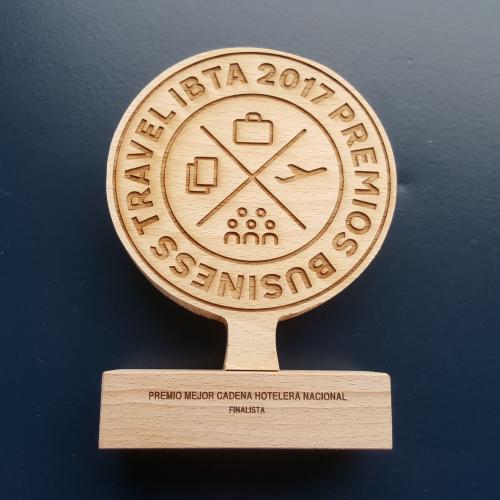 PREMIOS BUSINESS TRAVEL IBTA 2017
PREMIO MEJOR CADENA HOTELERA NACIONAL
FINALISTA